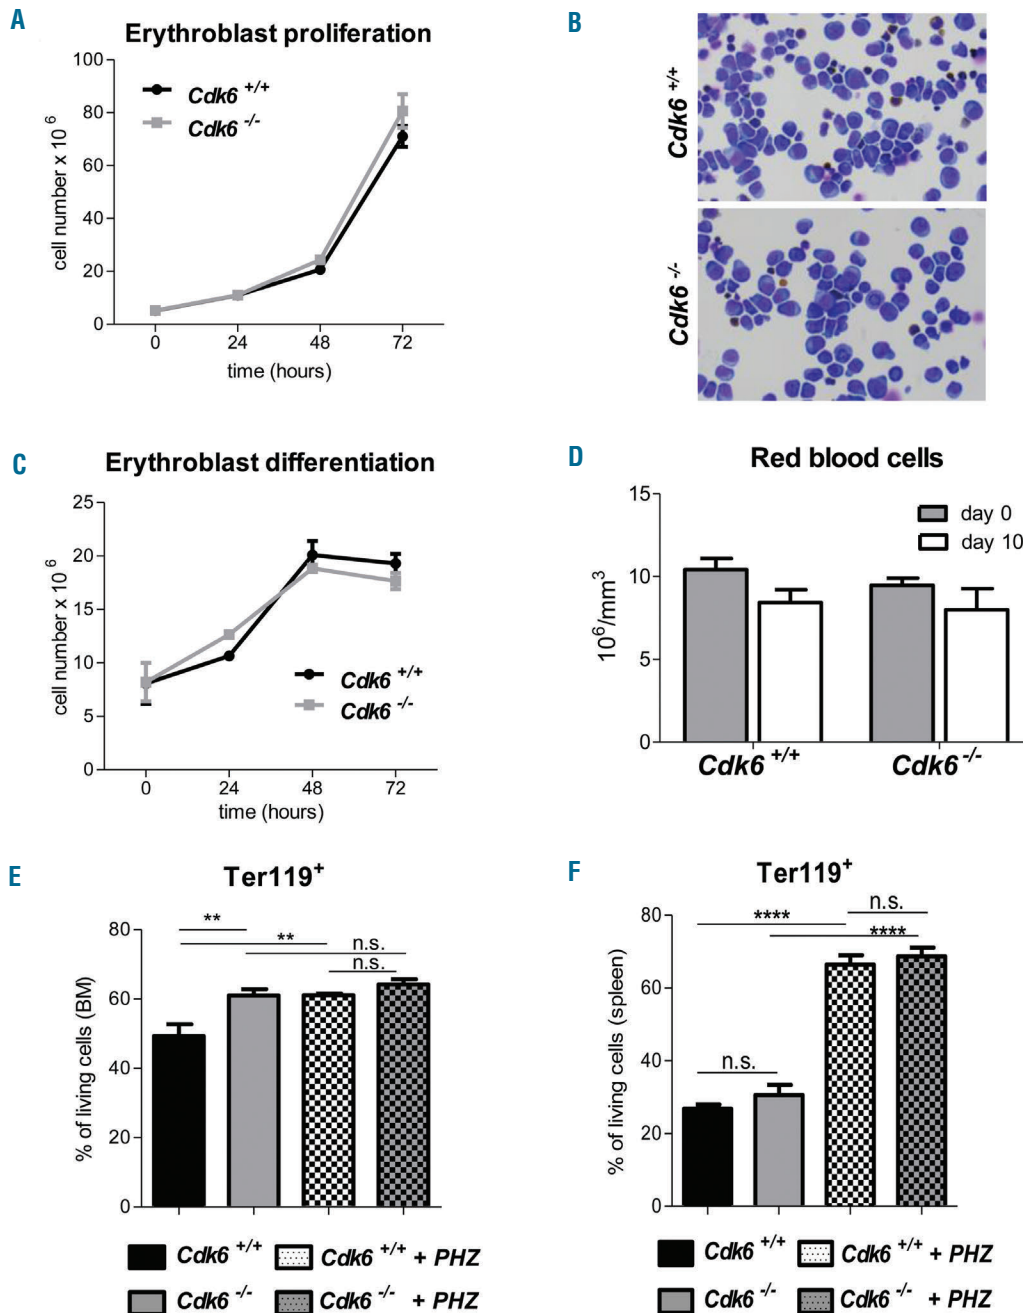 A
Erythroblast proliferation
cell number x 10 6
100
80
60
40
20
0
Cdk6 +/+
Cdk6 -/-
0 24 48 72
time (hours)
B
Cdk6 +/+
Cdk6 -/-
C
Erythroblast differentiation
cell number x 10 6
25
20
15
10
5
0
Cdk6 +/+
Cdk6 -/-
0 24 48 72
time (hours)
D
Red blood cells
10 6 /mm 3
15
10
5
0
day 0
day 10
Cdk6 +/+ Cdk6 -/-
E
Ter119+
% of living cells (BM)
80
60
40
20
0
**
**
n.s.
n.s.
Cdk6 +/+ Cdk6 +/+ + PHZ
Cdk6 -/- Cdk6 -/- + PHZ
F
Ter119+
% of living cells (spleen)
80
60
40
20
0
n.s.
****
****
n.s.
Cdk6 +/+ Cdk6 +/+ + PHZ
Cdk6 -/- Cdk6 -/- + PHZ